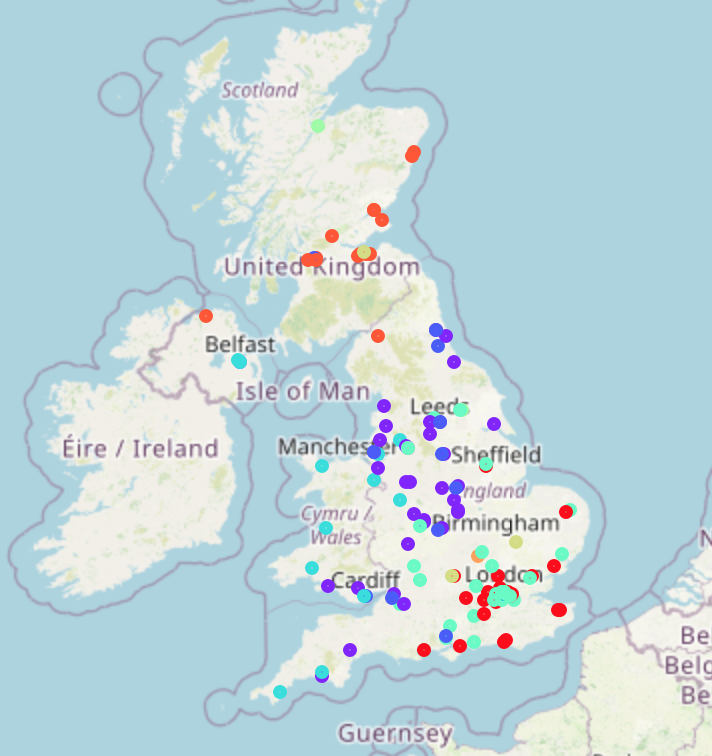 Scotland
United Kingdom
Belfast
Isle of Man
Leeds
Éire / Ireland
Manchester
Sheffield
England
Cymru /
Wales
Birmingham
Cardiff
London
N
Be
Belg
Be
Guernsey